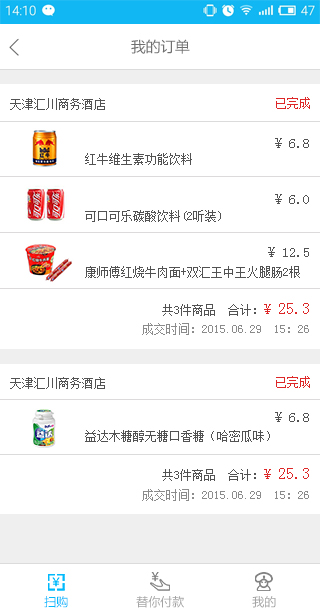 14:10 47
我的订单
天津汇川商务酒店 已完成
¥ 6.8
红牛维生素功能饮料
¥ 6.0
可口可乐碳酸饮料(2听装)
¥ 12.5
康师傅红烧牛肉面+双汇王中王火腿肠2根
共3件商品 合计：¥ 25.3
成交时间：2015.06.29 15：26
天津汇川商务酒店 已完成
¥ 6.8
益达木糖醇无糖口香糖（哈密瓜味）
共3件商品 合计：¥ 25.3
成交时间：2015.06.29 15：26
扫购 替你付款 我的